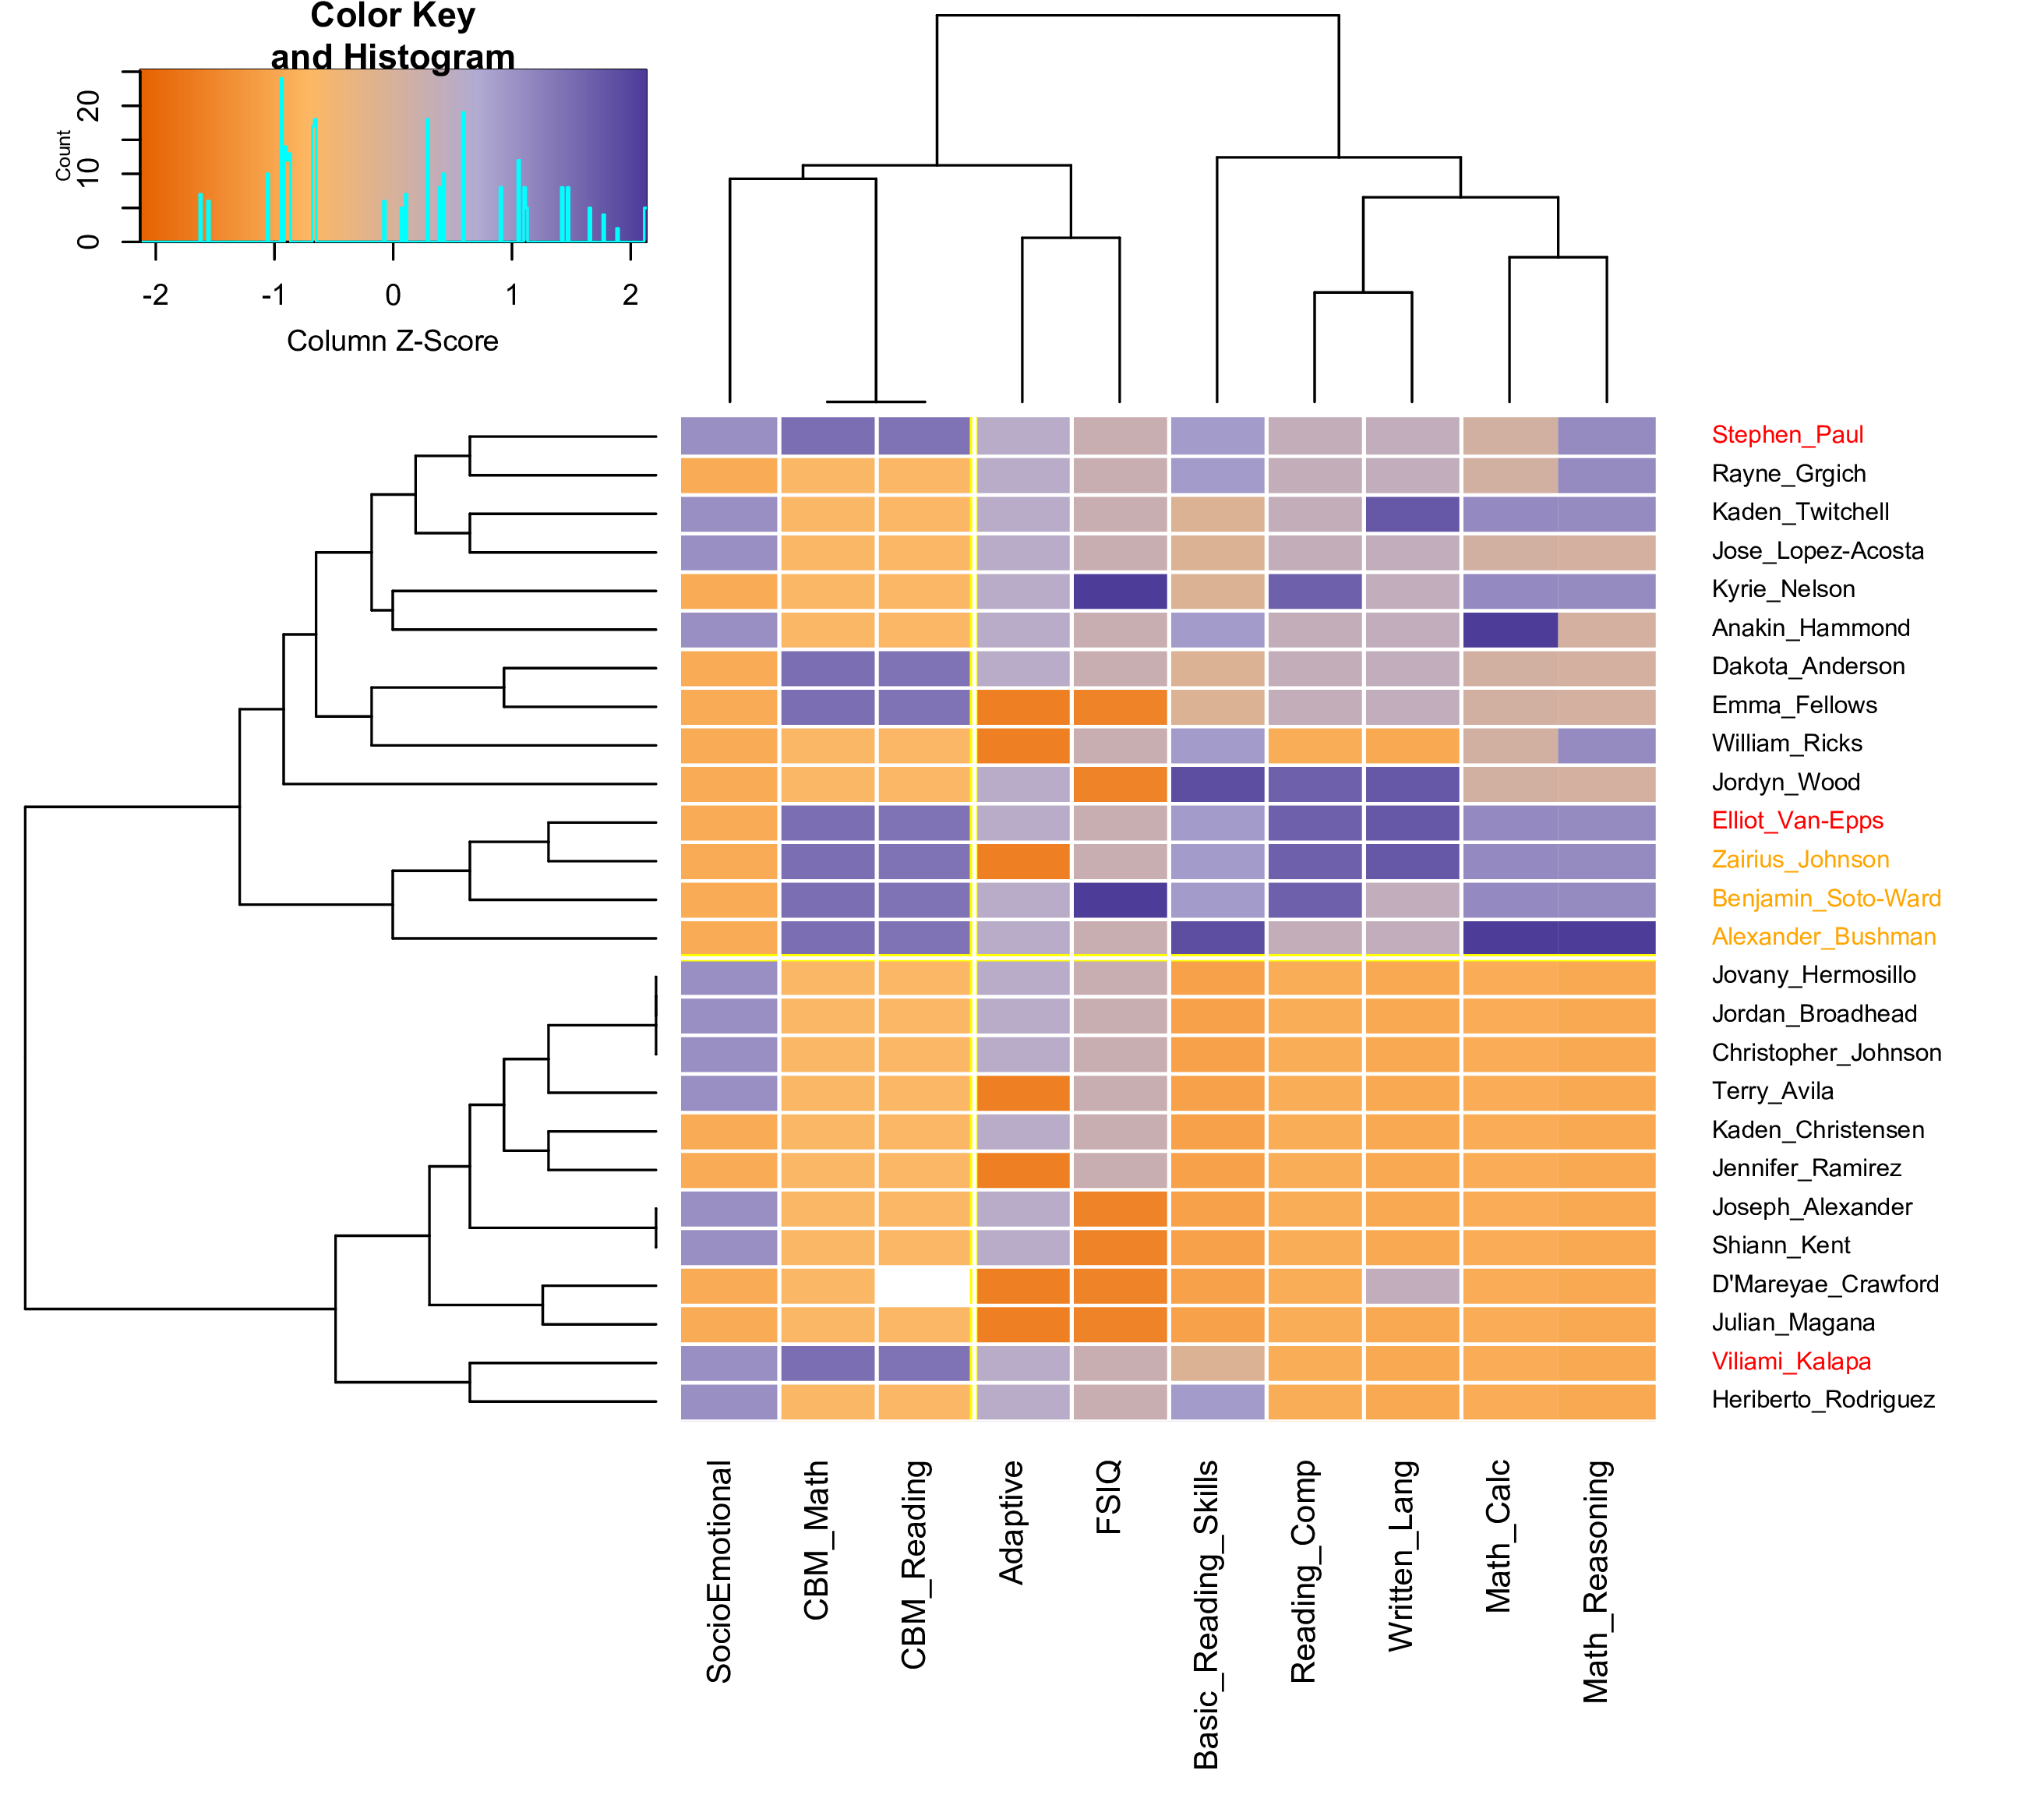 Color Key
and Histogram
Count
0 10 20
-2 -1 0 1 2
Column Z-Score
Stephen_Paul
Rayne_Grgich
Kaden_Twitchell
Jose_Lopez-Acosta
Kyrie_Nelson
Anakin_Hammond
Dakota_Anderson
Emma_Fellows
William_Ricks
Jordyn_Wood
Elliot_Van-Epps
Zairius_Johnson
Benjamin_Soto-Ward
Alexander_Bushman
Jovany_Hermosillo
Jordan_Broadhead
Christopher_Johnson
Terry_Avila
Kaden_Christensen
Jennifer_Ramirez
Joseph_Alexander
Shiann_Kent
D'Mareyae_Crawford
Julian_Magana
Viliami_Kalapa
Heriberto_Rodriguez
SocioEmotional
CBM_Math
CBM_Reading
Adaptive
FSIQ
Basic_Reading_Skills
Reading_Comp
Written_Lang
Math_Calc
Math_Reasoning